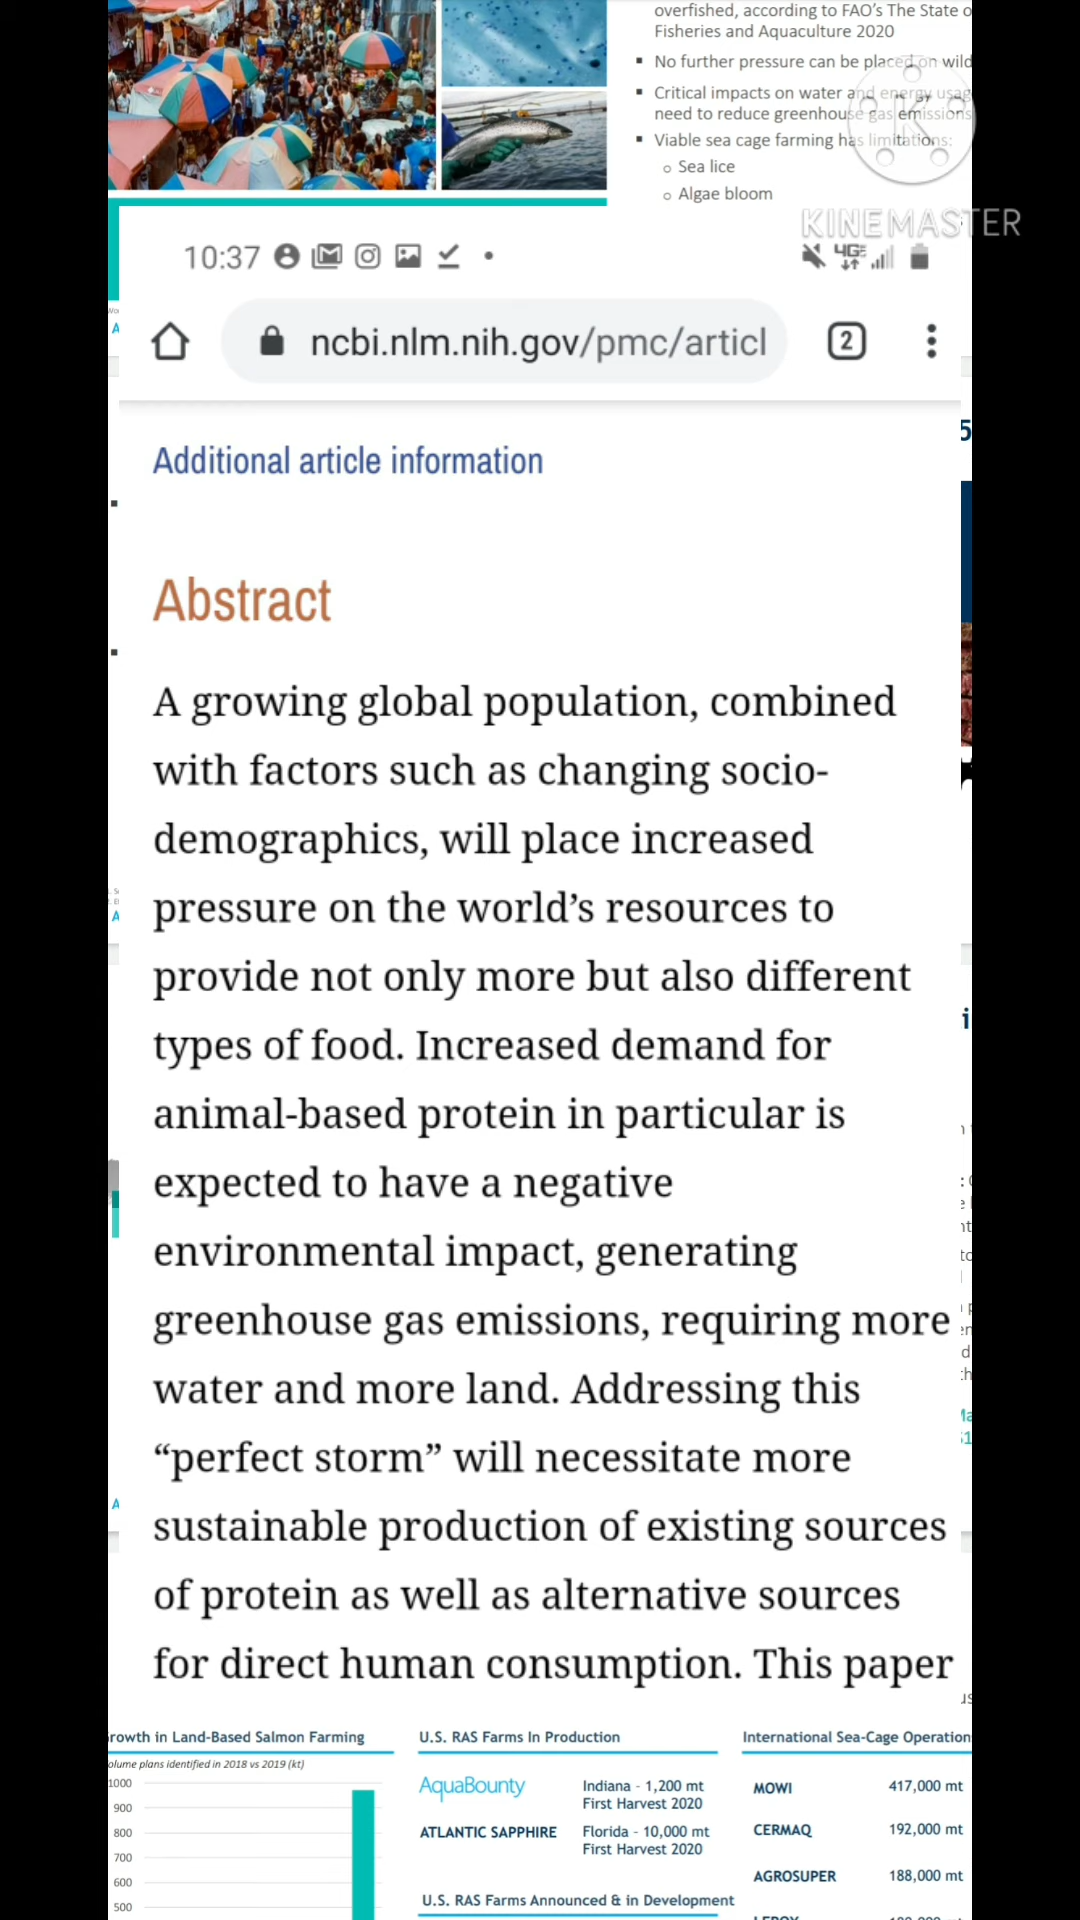 overfished, according to FAO's The State o
Fisheries and Aquaculture 2020
▪ No further pressure can be placed on wild
▪ Critical impacts on water and energy usag
need to reduce greenhouse gas emissions
▪ Viable sea cage farming has limitations:
o Sea lice
o Algae bloom
KINEMASTER
10:37
4GE
ncbi.nlm.nih.gov/pmc/articl
2
Additional article information
Abstract
A growing global population, combined
with factors such as changing socio-
demographics, will place increased
pressure on the world's resources to
provide not only more but also different
types of food. Increased demand for
animal-based protein in particular is
expected to have a negative
environmental impact, generating
greenhouse gas emissions, requiring more
water and more land. Addressing this
“perfect storm” will necessitate more
sustainable production of existing sources
of protein as well as alternative sources
for direct human consumption. This paper
rowth in Land-Based Salmon Farming
olume plans identified in 2018 vs 2019 (kt)
1000
900
800
700
600
500
U.S. RAS Farms In Production
AquaBounty Indiana - 1,200 mt
First Harvest 2020
ATLANTIC SAPPHIRE Florida - 10,000 mt
First Harvest 2020
U.S. RAS Farms Announced & in Development
International Sea-Cage Operation
MOWI 417,000 mt
CERMAQ 192,000 mt
AGROSUPER 188,000 mt